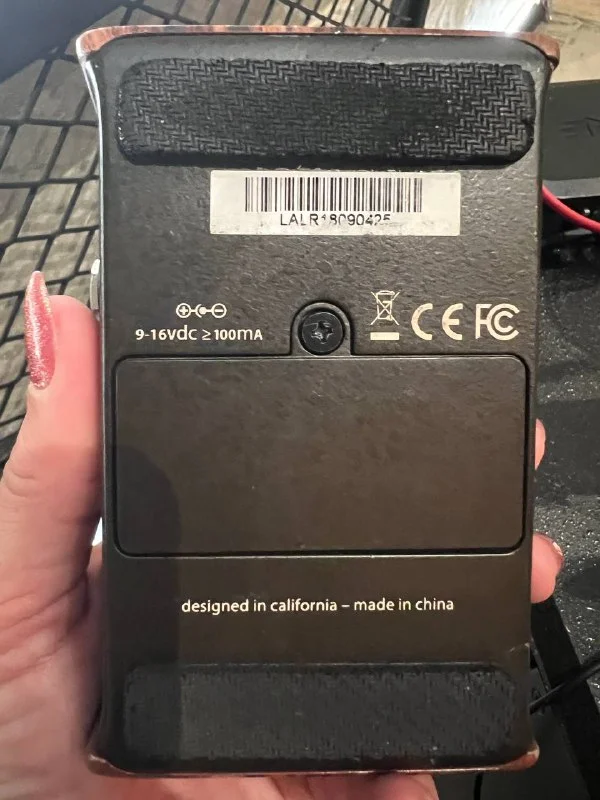 LALR18090425
9-16Vdc ≥100mA
CE FC
designed in california – made in china